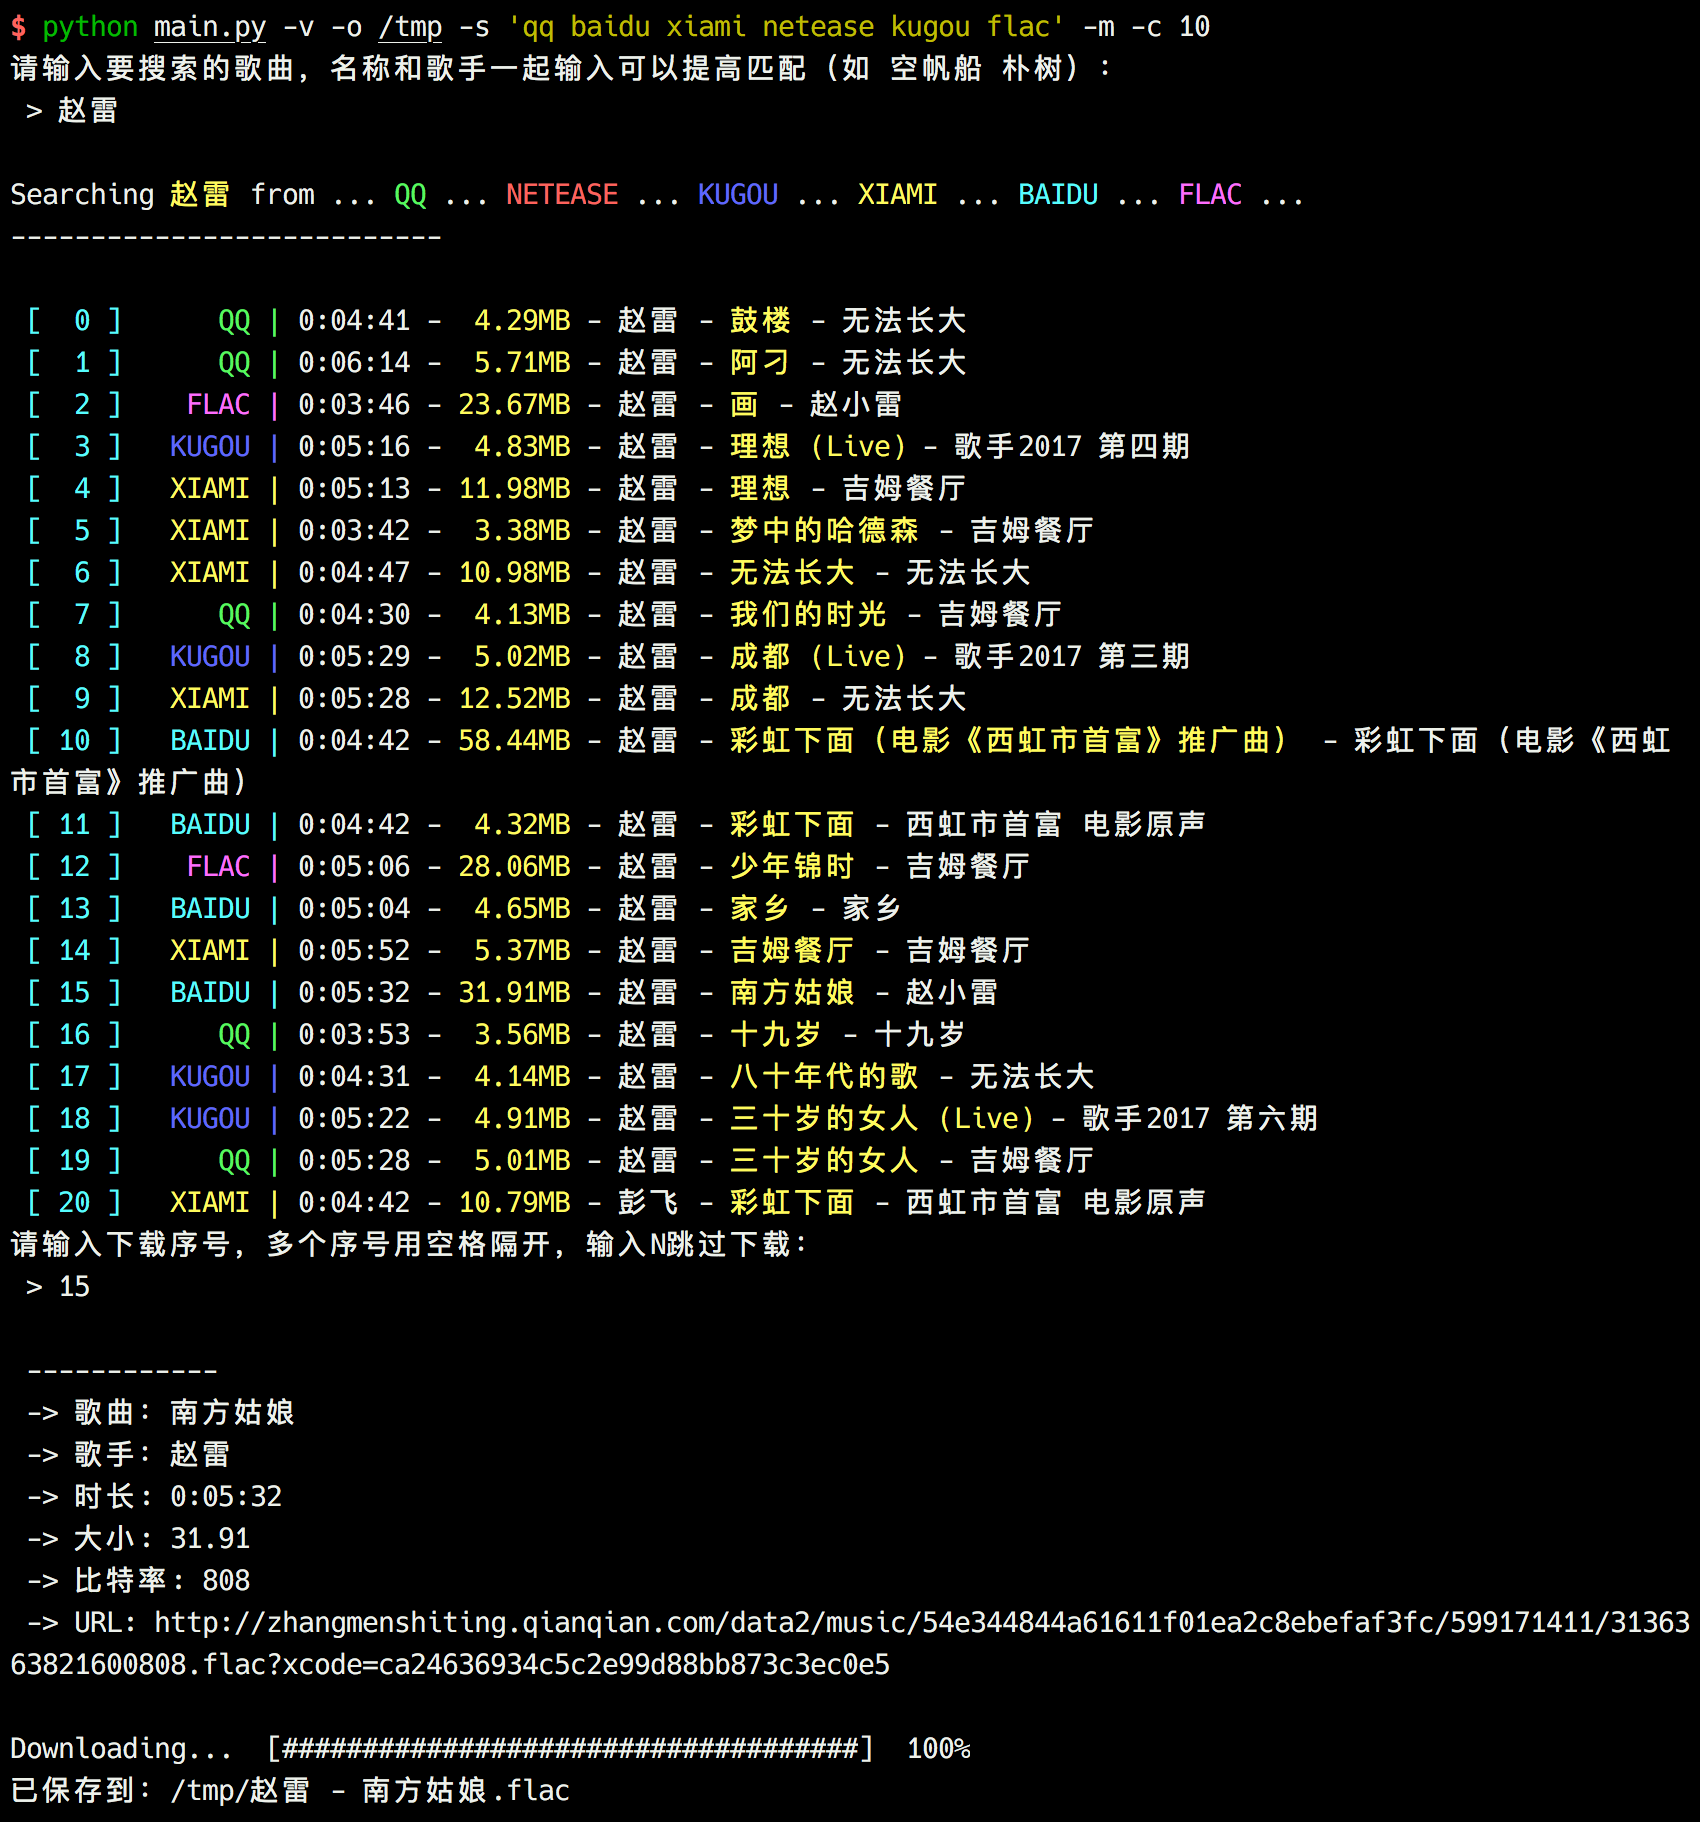 $ python main.py -v -o /tmp -s 'qq baidu xiami netease kugou flac' -m -c 10
请输入要搜索的歌曲，名称和歌手一起输入可以提高匹配（如 空帆船 朴树）：
> 赵雷
Searching 赵雷 from ... QQ ... NETEASE ... KUGOU ... XIAMI ... BAIDU ... FLAC ...
---------------------------
[  0 ]     QQ | 0:04:41 -  4.29MB - 赵雷 - 鼓楼 - 无法长大
[  1 ]     QQ | 0:06:14 -  5.71MB - 赵雷 - 阿刁 - 无法长大
[  2 ]   FLAC | 0:03:46 - 23.67MB - 赵雷 - 画 - 赵小雷
[  3 ]  KUGOU | 0:05:16 -  4.83MB - 赵雷 - 理想 (Live) - 歌手2017 第四期
[  4 ]  XIAMI | 0:05:13 - 11.98MB - 赵雷 - 理想 - 吉姆餐厅
[  5 ]  XIAMI | 0:03:42 -  3.38MB - 赵雷 - 梦中的哈德森 - 吉姆餐厅
[  6 ]  XIAMI | 0:04:47 - 10.98MB - 赵雷 - 无法长大 - 无法长大
[  7 ]     QQ | 0:04:30 -  4.13MB - 赵雷 - 我们的时光 - 吉姆餐厅
[  8 ]  KUGOU | 0:05:29 -  5.02MB - 赵雷 - 成都 (Live) - 歌手2017 第三期
[  9 ]  XIAMI | 0:05:28 - 12.52MB - 赵雷 - 成都 - 无法长大
[ 10 ]  BAIDU | 0:04:42 - 58.44MB - 赵雷 - 彩虹下面（电影《西虹市首富》推广曲） - 彩虹下面（电影《西虹
市首富》推广曲）
[ 11 ]  BAIDU | 0:04:42 -  4.32MB - 赵雷 - 彩虹下面 - 西虹市首富 电影原声
[ 12 ]   FLAC | 0:05:06 - 28.06MB - 赵雷 - 少年锦时 - 吉姆餐厅
[ 13 ]  BAIDU | 0:05:04 -  4.65MB - 赵雷 - 家乡 - 家乡
[ 14 ]  XIAMI | 0:05:52 -  5.37MB - 赵雷 - 吉姆餐厅 - 吉姆餐厅
[ 15 ]  BAIDU | 0:05:32 - 31.91MB - 赵雷 - 南方姑娘 - 赵小雷
[ 16 ]     QQ | 0:03:53 -  3.56MB - 赵雷 - 十九岁 - 十九岁
[ 17 ]  KUGOU | 0:04:31 -  4.14MB - 赵雷 - 八十年代的歌 - 无法长大
[ 18 ]  KUGOU | 0:05:22 -  4.91MB - 赵雷 - 三十岁的女人 (Live) - 歌手2017 第六期
[ 19 ]     QQ | 0:05:28 -  5.01MB - 赵雷 - 三十岁的女人 - 吉姆餐厅
[ 20 ]  XIAMI | 0:04:42 - 10.79MB - 彭飞 - 彩虹下面 - 西虹市首富 电影原声
请输入下载序号，多个序号用空格隔开，输入N跳过下载：
> 15
------------
-> 歌曲：南方姑娘
-> 歌手：赵雷
-> 时长: 0:05:32
-> 大小: 31.91
-> 比特率: 808
-> URL: http://zhangmenshiting.qianqian.com/data2/music/54e344844a61611f01ea2c8ebefaf3fc/599171411/31363
63821600808.flac?xcode=ca24636934c5c2e99d88bb873c3ec0e5
Downloading...  [####################################]  100%
已保存到：/tmp/赵雷 - 南方姑娘.flac